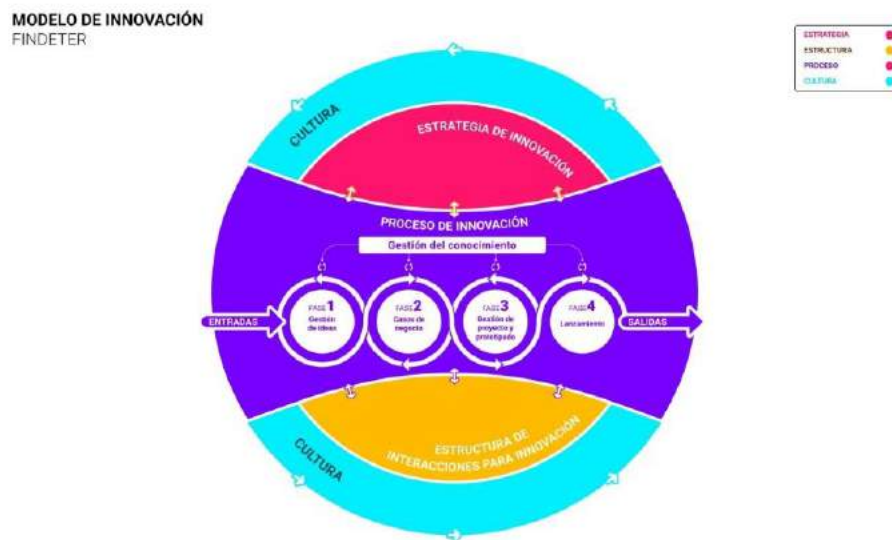 MODELO DE INNOVACIÓN
FINDETER
ESTRATEGIA
ESTRUCTURA
PROCESO
CULTURA
CULTURA
ESTRATEGIA DE INNOVACIÓN
PROCESO DE INNOVACIÓN
Gestión del conocimiento
ENTRADAS
FASE 1
Gestión
de ideas
FASE 2
Casos de
negocio
FASE 3
Gestión de
proyecto y
prototipado
FASE 4
Lanzamiento
SALIDAS
ESTRUCTURA DE
INTERACCIONES PARA INNOVACIÓN
CULTURA